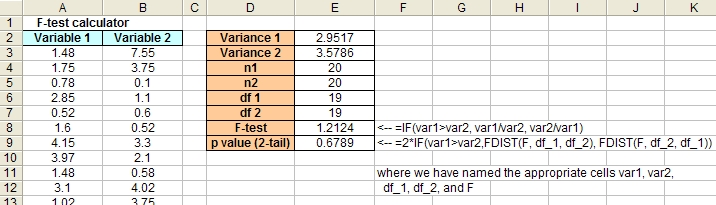 A B C D E F G H I J K
1 F-test calculator
2 Variable 1 Variable 2 Variance 1 2.9517
3 1.48 7.55 Variance 2 3.5786
4 1.75 3.75 n1 20
5 0.78 0.1 n2 20
6 2.85 1.1 df 1 19
7 0.52 0.6 df 2 19
8 1.6 0.52 F-test 1.2124 <-- =IF(var1>var2, var1/var2, var2/var1)
9 4.15 3.3 p value (2-tail) 0.6789 <-- =2*IF(var1>var2,FDIST(F, df_1, df_2), FDIST(F, df_2, df_1))
10 3.97 2.1
11 1.48 0.58 where we have named the appropriate cells var1, var2,
12 3.1 4.02 df_1, df_2, and F
13 1.02 3.75